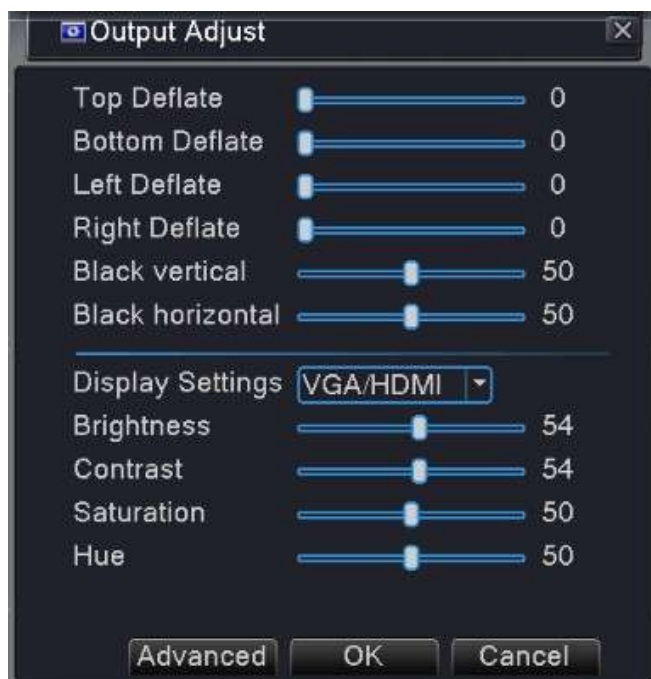 Output Adjust
Top Deflate 0
Bottom Deflate 0
Left Deflate 0
Right Deflate 0
Black vertical 50
Black horizontal 50
Display Settings VGA/HDMI
Brightness 54
Contrast 54
Saturation 50
Hue 50
Advanced OK Cancel